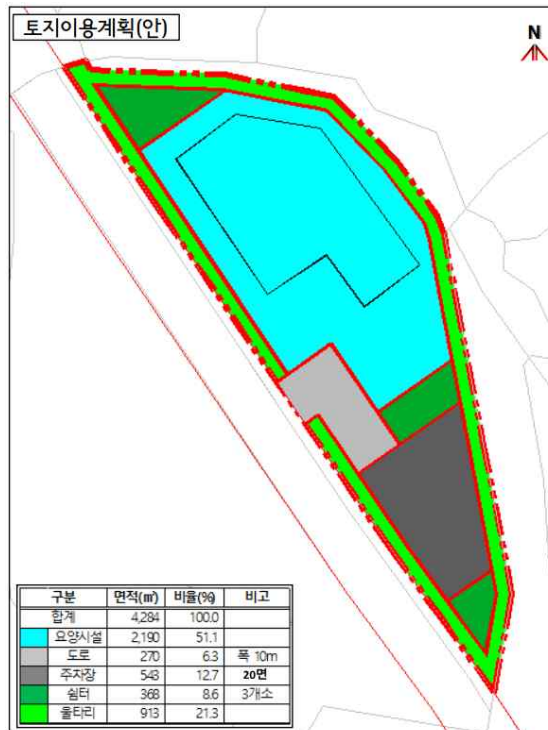 토지이용계획(안)
N
구분 면적(㎡) 비율(%) 비고
합계 4,284 100.0
요양시설 2,190 51.1
도로 270 6.3 폭 10m
주차장 543 12.7 20면
쉼터 368 8.6 3개소
울타리 913 21.3